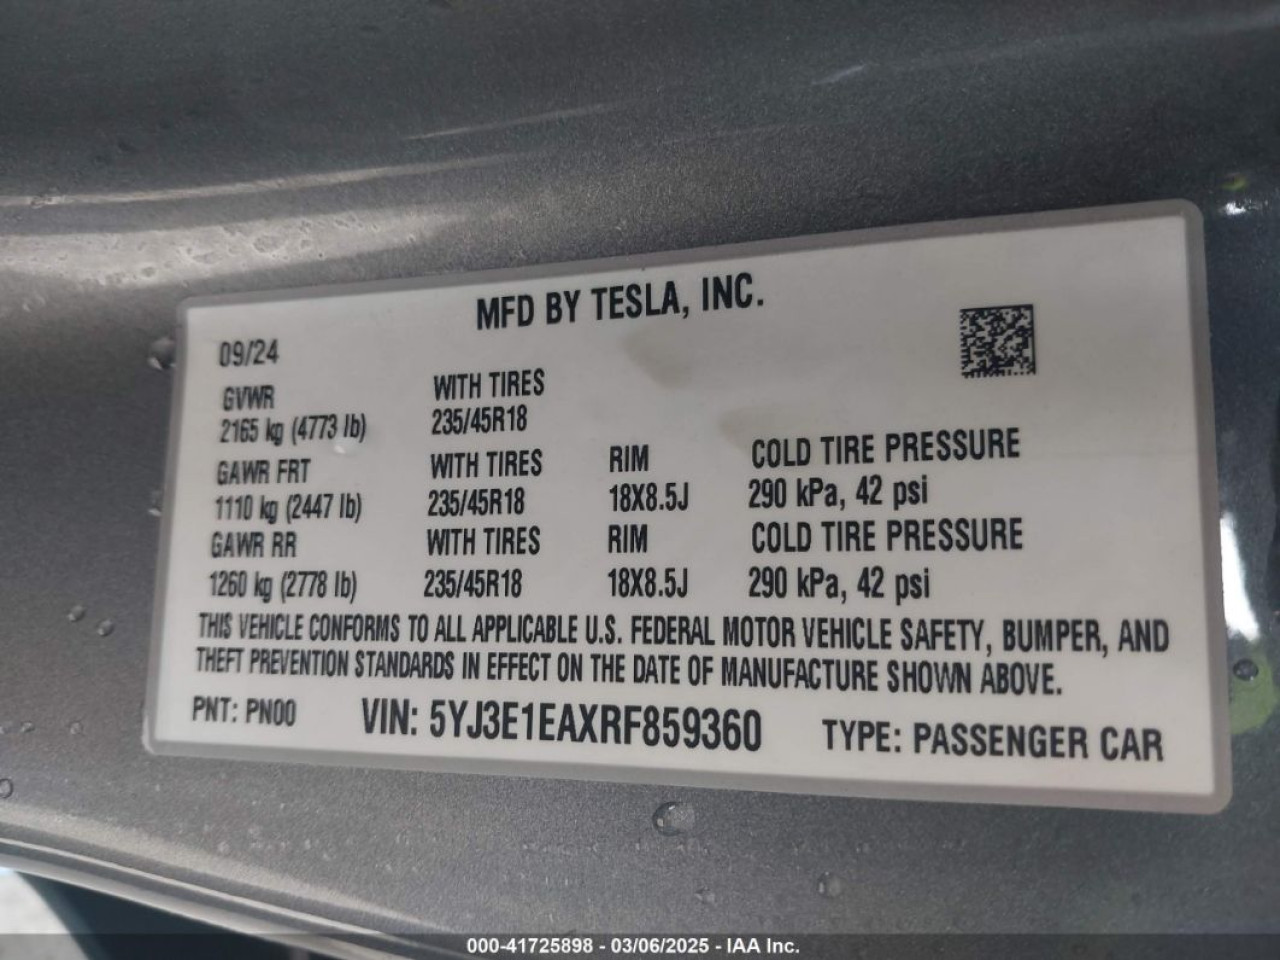 MFD BY TESLA, INC.
09/24
GVWR WITH TIRES
2165 kg (4773 lb) 235/45R18
GAWR FRT WITH TIRES RIM COLD TIRE PRESSURE
1110 kg (2447 lb) 235/45R18 18X8.5J 290 kPa, 42 psi
GAWR RR WITH TIRES RIM COLD TIRE PRESSURE
1260 kg (2778 lb) 235/45R18 18X8.5J 290 kPa, 42 psi
THIS VEHICLE CONFORMS TO ALL APPLICABLE U.S. FEDERAL MOTOR VEHICLE SAFETY, BUMPER, AND
THEFT PREVENTION STANDARDS IN EFFECT ON THE DATE OF MANUFACTURE SHOWN ABOVE.
PNT: PN00 VIN: 5YJ3E1EAXRF859360 TYPE: PASSENGER CAR
000-41725898 - 03/06/2025 - IAA Inc.